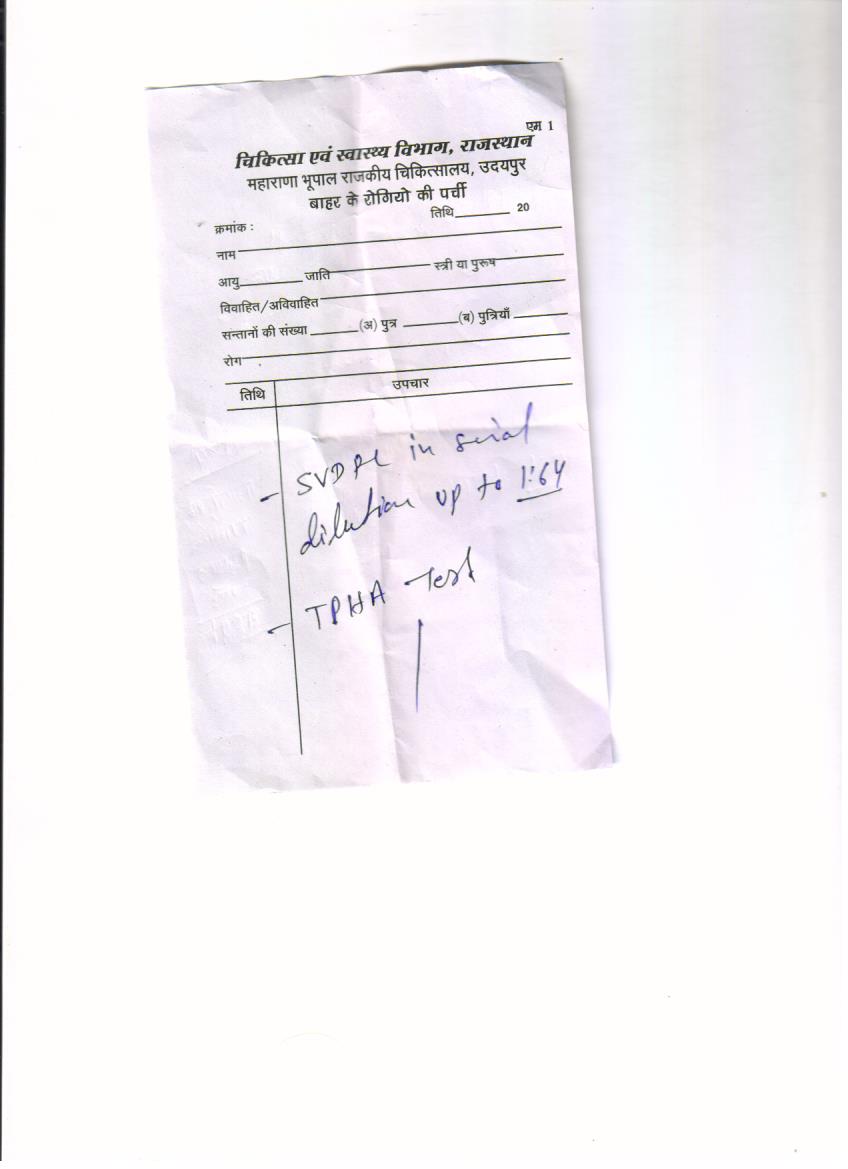 एम 1
चिकित्सा एवं स्वास्थ्य विभाग, राजस्थान
महाराणा भूपाल राजकीय चिकित्सालय, उदयपुर
बाहर के रोगियो की पर्ची
तिथि 20
क्रमांक :
नाम
आयु जाति स्त्री या पुरूष
विवाहित/अविवाहित
सन्तानों की संख्या (अ) पुत्र (ब) पुत्रियाँ
रोग
तिथि उपचार
- SVDRL in serial
dilution up to 1:64
- TPHA Test